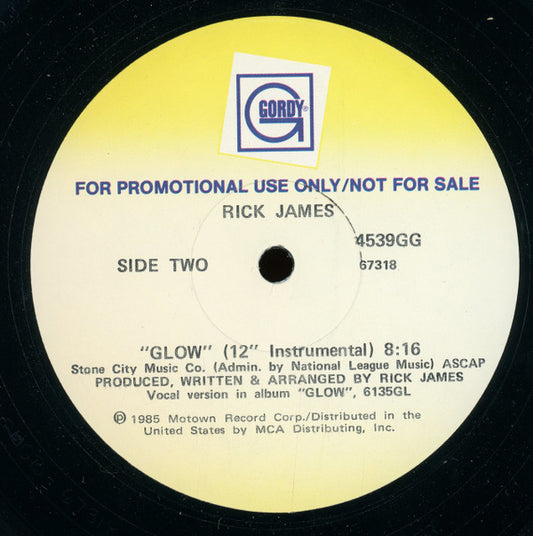 GORDY®
FOR PROMOTIONAL USE ONLY/NOT FOR SALE
RICK JAMES
4539GG
SIDE TWO
67318
"GLOW" (12" Instrumental) 8:16
Stone City Music Co. (Admin. by National League Music) ASCAP
PRODUCED, WRITTEN & ARRANGED BY RICK JAMES
Vocal version in album "GLOW", 6135GL
℗ 1985 Motown Record Corp./Distributed in the
United States by MCA Distributing, Inc.